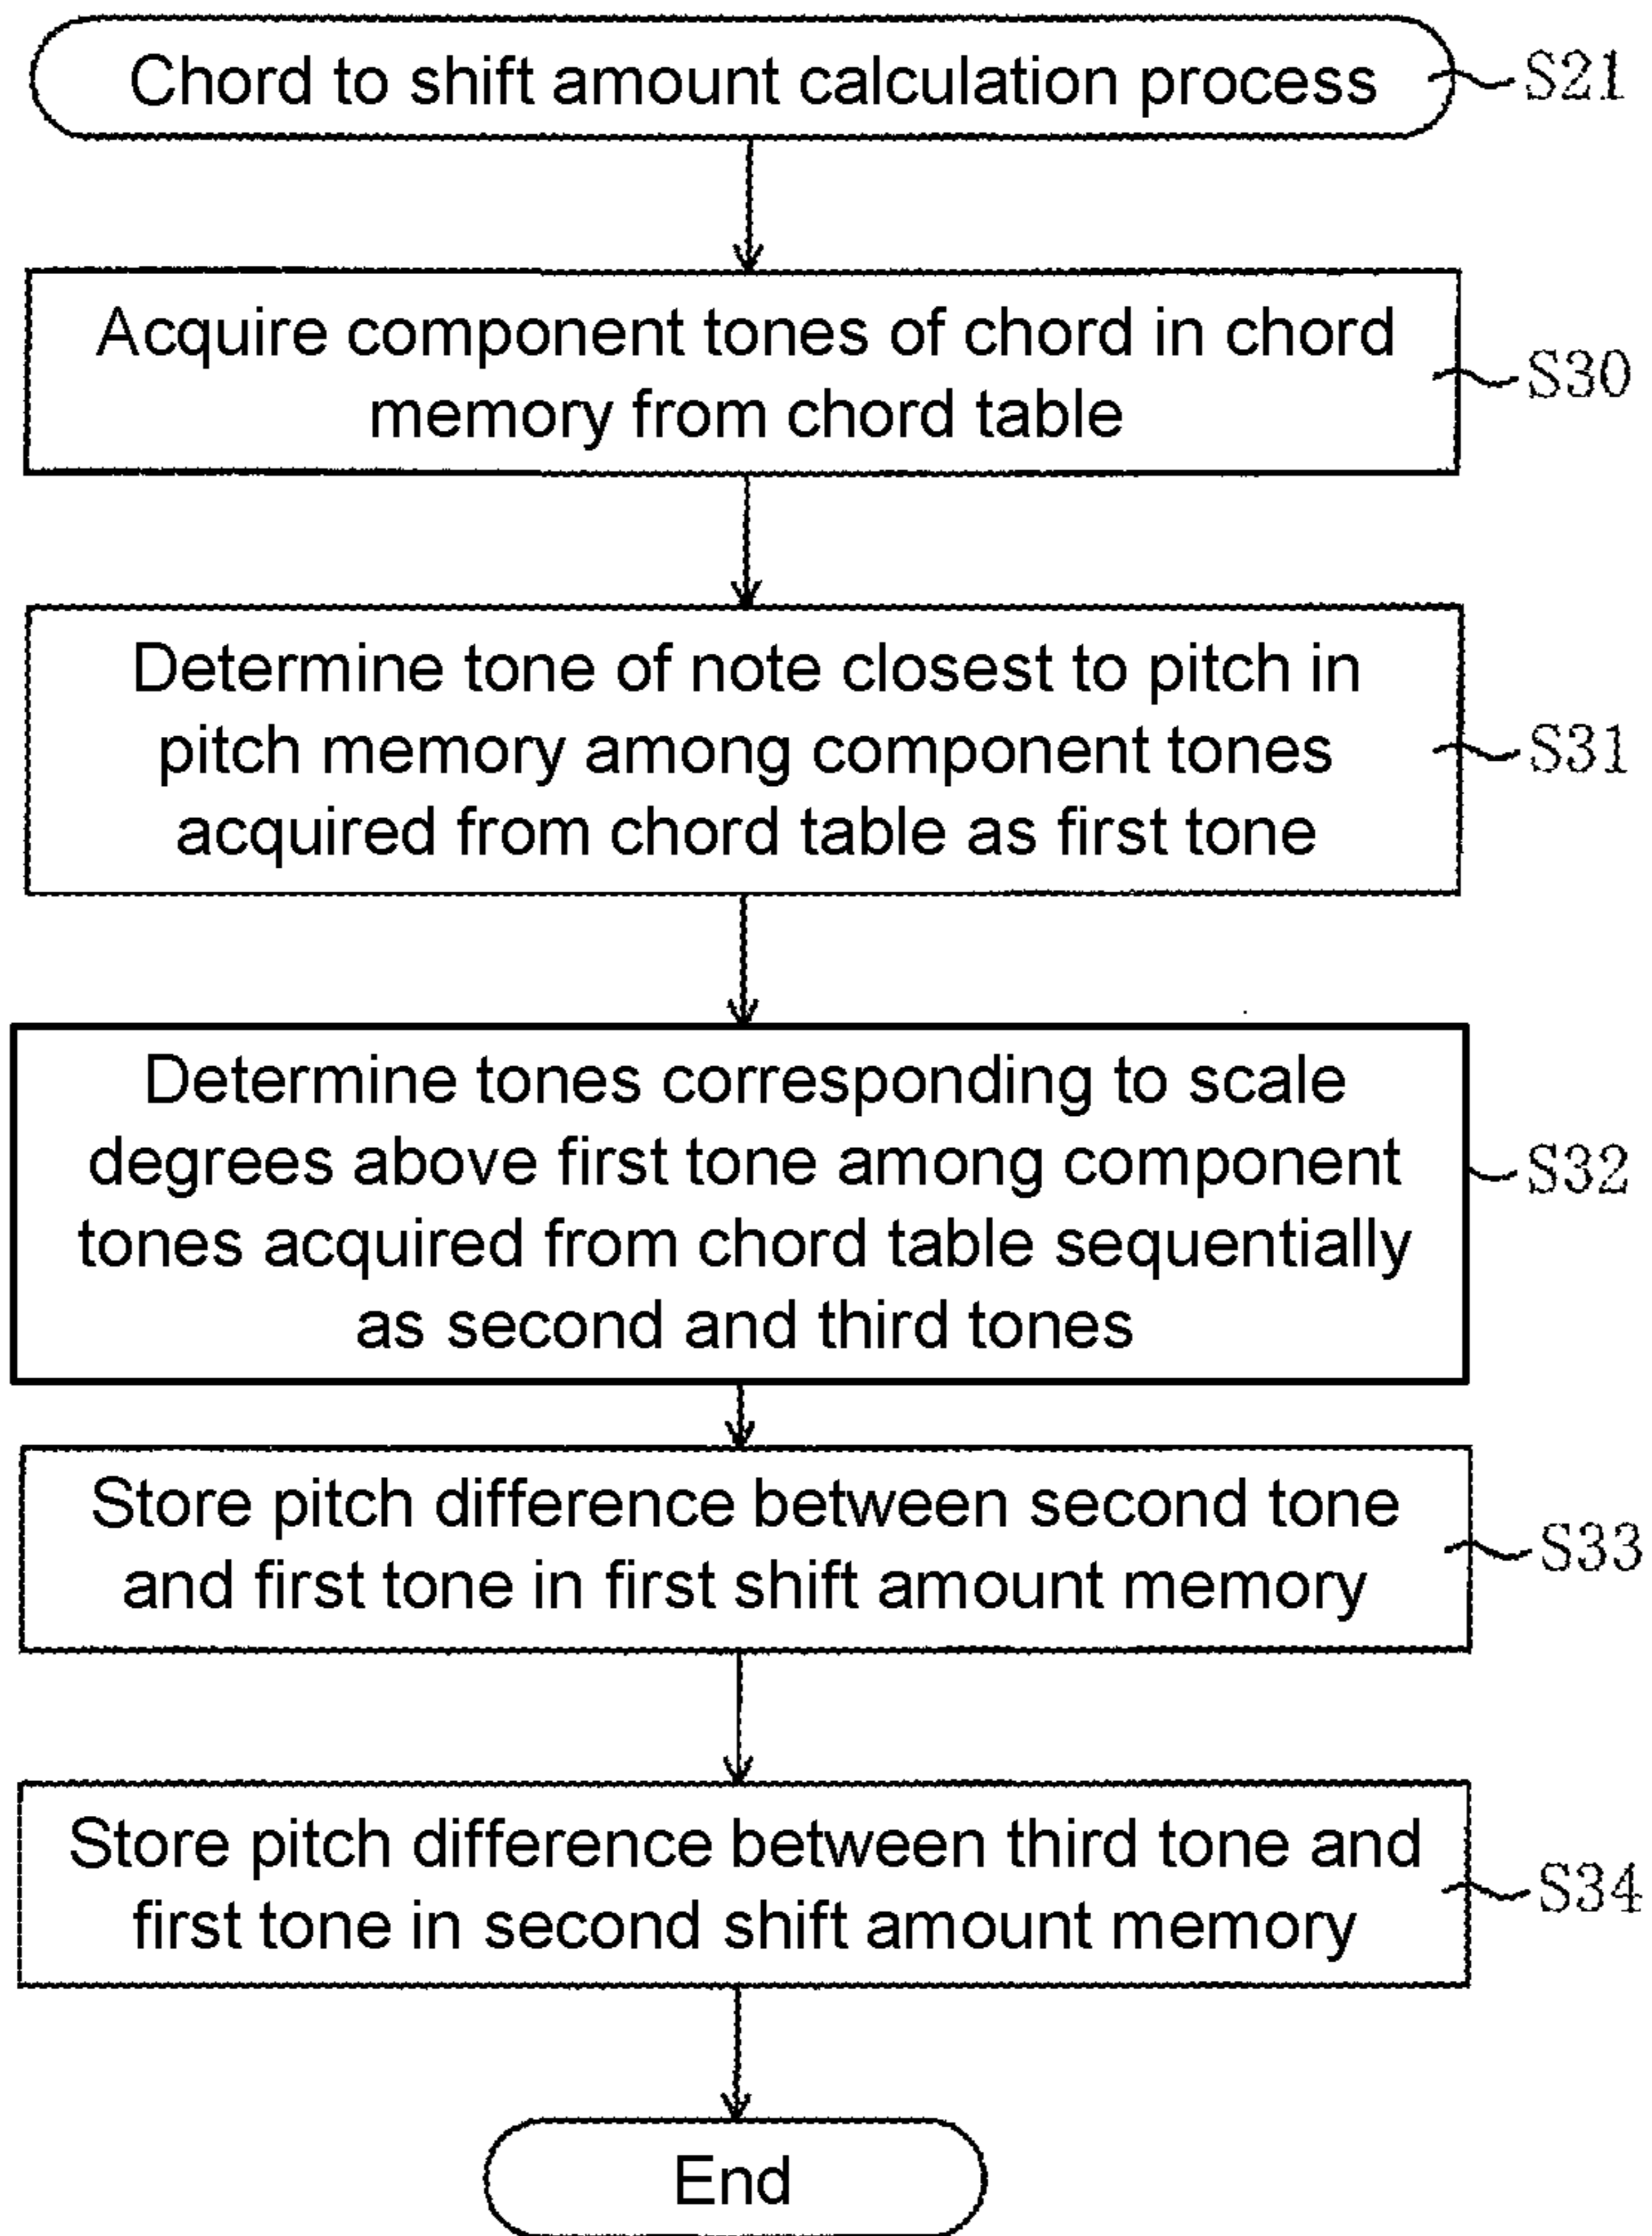 Chord to shift amount calculation process S21
Acquire component tones of chord in chord
memory from chord table
S30
Determine tone of note closest to pitch in
pitch memory among component tones
acquired from chord table as first tone
S31
Determine tones corresponding to scale
degrees above first tone among component
tones acquired from chord table sequentially
as second and third tones
S32
Store pitch difference between second tone
and first tone in first shift amount memory
S33
Store pitch difference between third tone and
first tone in second shift amount memory
S34
End